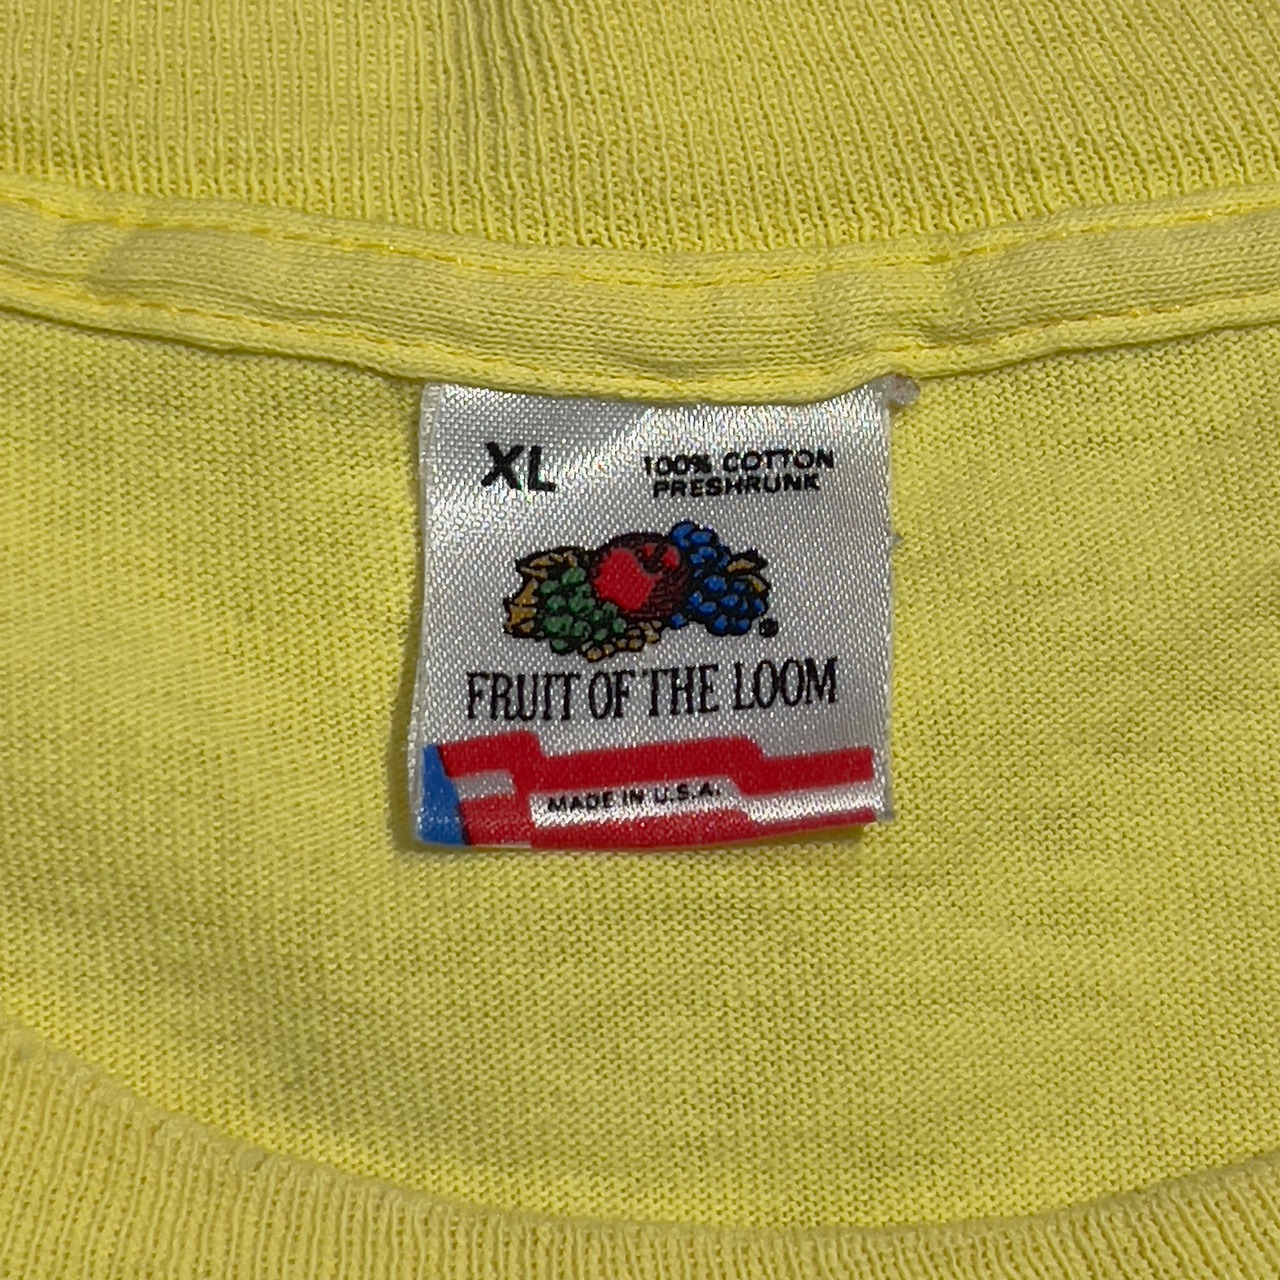 XL
100% COTTON
PRESHRUNK
®
FRUIT OF THE LOOM
MADE IN U.S.A.